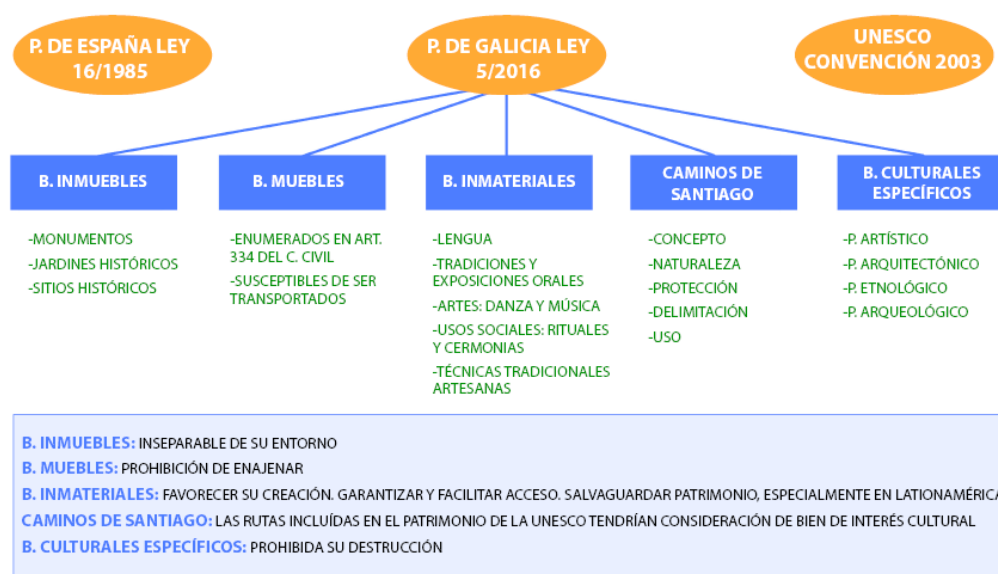 P. DE ESPAÑA LEY
16/1985
P. DE GALICIA LEY
5/2016
UNESCO
CONVENCIÓN 2003
B. INMUEBLES
B. MUEBLES
B. INMATERIALES
CAMINOS DE
SANTIAGO
B. CULTURALES
ESPECÍFICOS
-MONUMENTOS
-JARDINES HISTÓRICOS
-SITIOS HISTÓRICOS
-ENUMERADOS EN ART.
334 DEL C. CIVIL
-SUSCEPTIBLES DE SER
TRANSPORTADOS
-LENGUA
-TRADICIONES Y
EXPOSICIONES ORALES
-ARTES: DANZA Y MÚSICA
-USOS SOCIALES: RITUALES
Y CERMONIAS
-TÉCNICAS TRADICIONALES
ARTESANAS
-CONCEPTO
-NATURALEZA
-PROTECCIÓN
-DELIMITACIÓN
-USO
-P. ARTÍSTICO
-P. ARQUITECTÓNICO
-P. ETNOLÓGICO
-P. ARQUEOLÓGICO
B. INMUEBLES: INSEPARABLE DE SU ENTORNO
B. MUEBLES: PROHIBICIÓN DE ENAJENAR
B. INMATERIALES: FAVORECER SU CREACIÓN. GARANTIZAR Y FACILITAR ACCESO. SALVAGUARDAR PATRIMONIO, ESPECIALMENTE EN LATIONAMÉRICA
CAMINOS DE SANTIAGO: LAS RUTAS INCLUÍDAS EN EL PATRIMONIO DE LA UNESCO TENDRÍAN CONSIDERACIÓN DE BIEN DE INTERÉS CULTURAL
B. CULTURALES ESPECÍFICOS: PROHIBIDA SU DESTRUCCIÓN